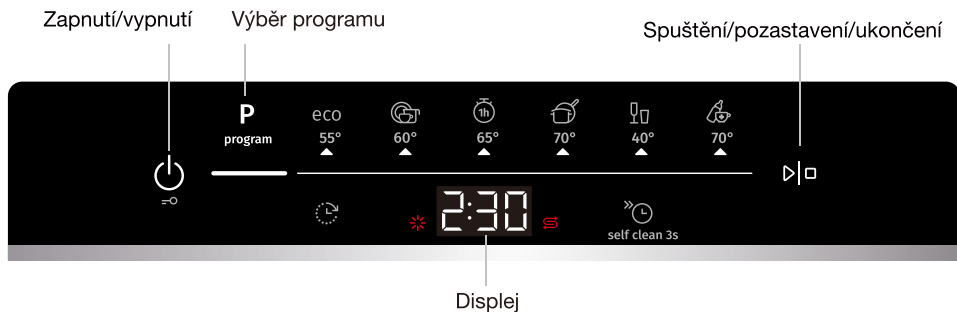 Zapnutí/vypnutí
Výběr programu
Spuštění/pozastavení/ukončení
P
program
eco
1h
55°
60°
65°
70°
40°
70°
2:30
self clean 3s
Displej